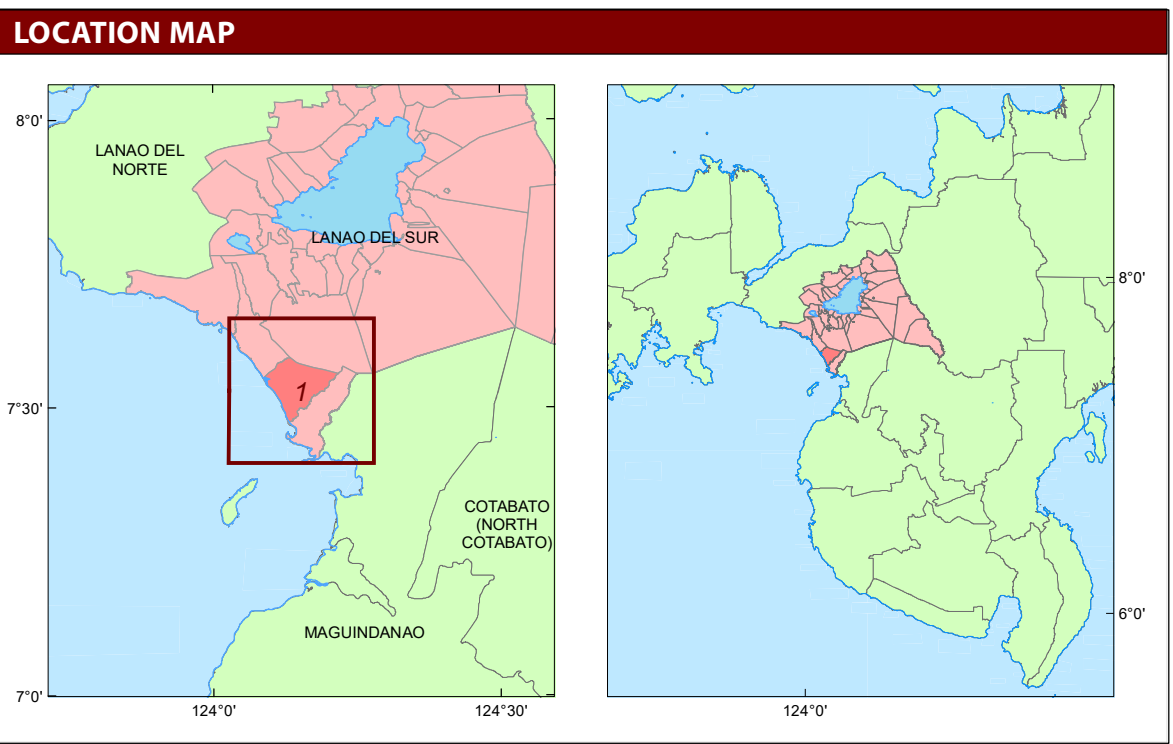 LOCATION MAP
8°0'
LANAO DEL
NORTE
LANAO DEL SUR
8°0'
1
7°30'
COTABATO
(NORTH
COTABATO)
6°0'
MAGUINDANAO
7°0'
124°0'
124°30'
124°0'